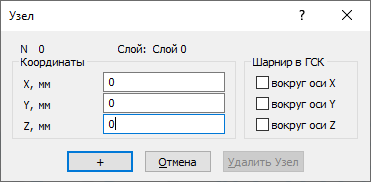 Узел
N 0 Слой: Слой 0
Координаты
X, мм 0
Y, мм 0
Z, мм 0
Шарнир в ГСК
вокруг оси X
вокруг оси Y
вокруг оси Z
+ Отмена Удалить Узел